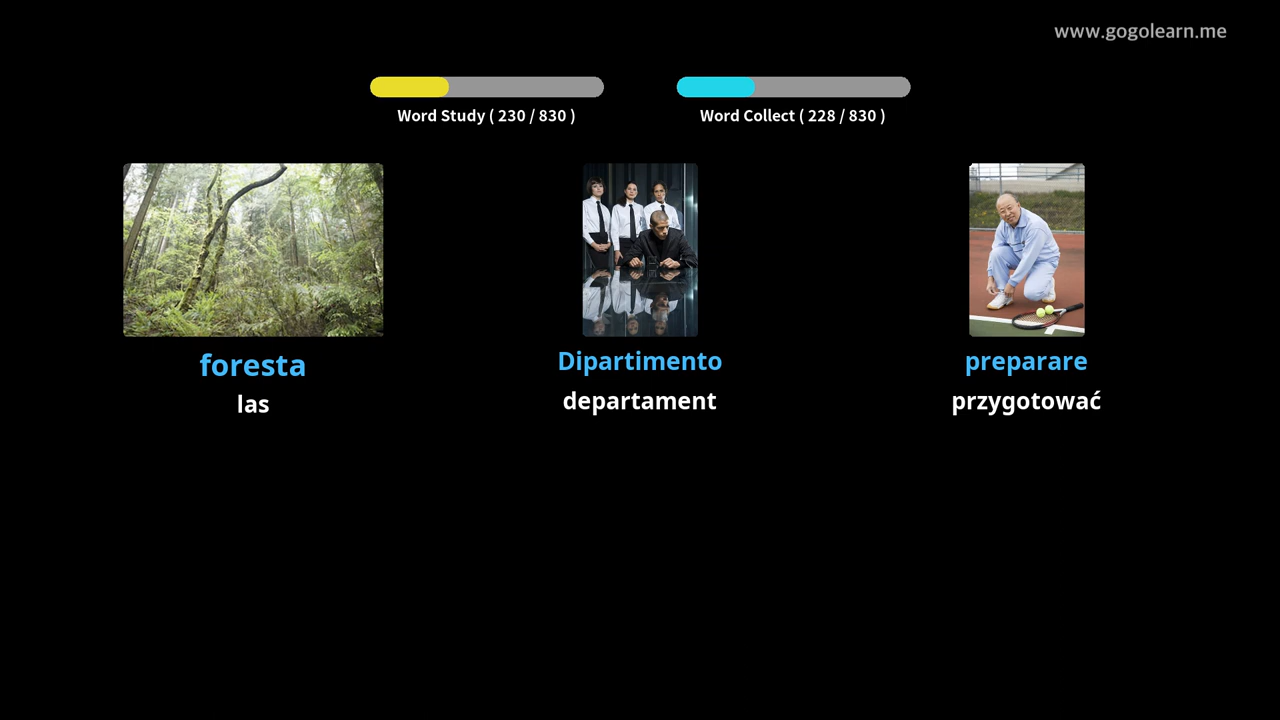 www.gogolearn.me
Word Study ( 230 / 830 )
Word Collect ( 228 / 830 )
foresta
las
Dipartimento
departament
preparare
przygotować